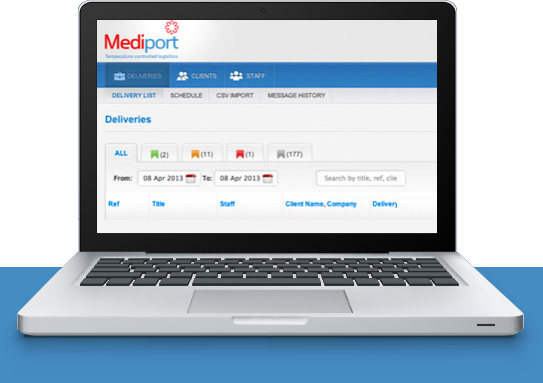 Mediport
Temperature controlled logistics
DELIVERIES CLIENTS STAFF
DELIVERY LIST SCHEDULE CSV IMPORT MESSAGE HISTORY
Deliveries
ALL (2) (11) (1) (177)
From: 08 Apr 2013 To: 08 Apr 2013 Search by title, ref, clie
Ref Title Staff Client Name, Company Delivery